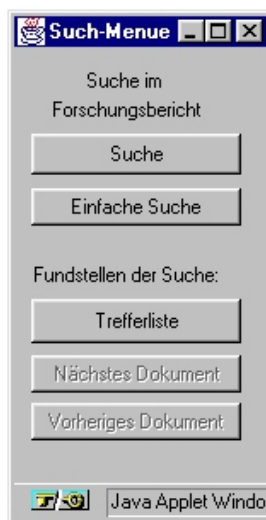 Such-Menue
Suche im
Forschungsbericht
Suche
Einfache Suche
Fundstellen der Suche:
Trefferliste
Nächstes Dokument
Vorheriges Dokument
Java Applet Windo